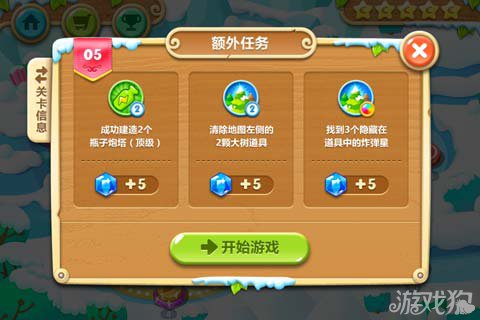 额外任务
05
关卡信息
2
成功建造2个
瓶子炮塔（顶级）
+5
2
清除地图左侧的
2颗大树道具
+5
找到3个隐藏在
道具中的炸弹星
+5
开始游戏
游戏狗